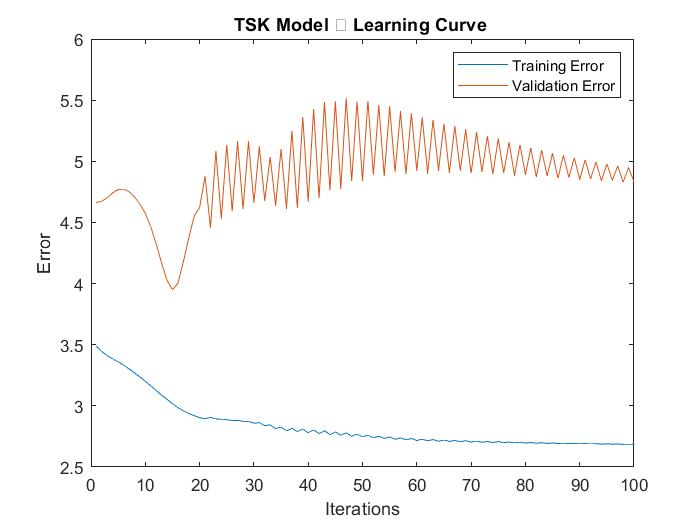 TSK Model □ Learning Curve
6
Training Error
Validation Error
5.5
5
4.5
Error
4
3.5
3
2.5
0 10 20 30 40 50 60 70 80 90 100
Iterations